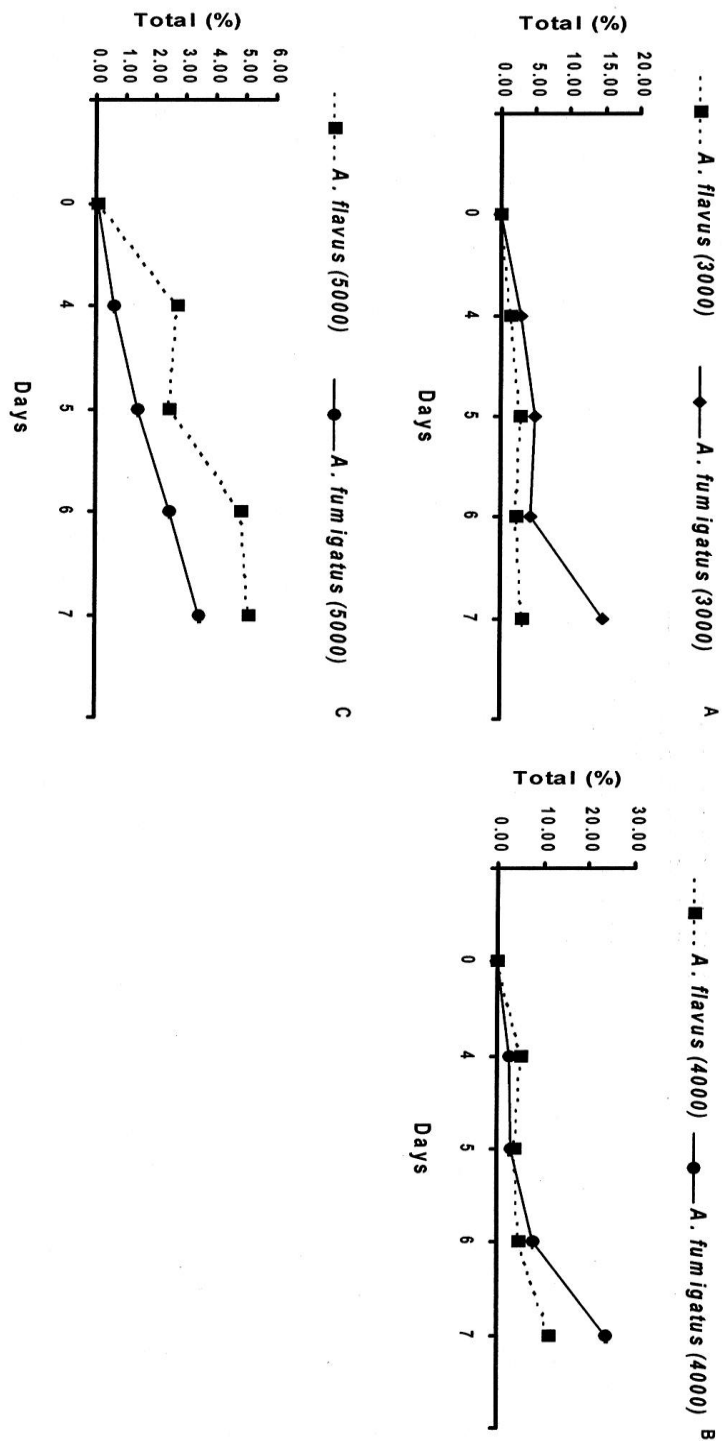 A. flavus (3000) A. fumigatus (3000) A
Total (%)
20.00
15.00
10.00
5.00
0.00
0 4 5 6 7
Days
A. flavus (4000) A. fumigatus (4000) B
Total (%)
30.00
20.00
10.00
0.00
0 4 5 6 7
Days
A. flavus (5000) A. fumigatus (5000) C
Total (%)
6.00
5.00
4.00
3.00
2.00
1.00
0.00
0 4 5 6 7
Days